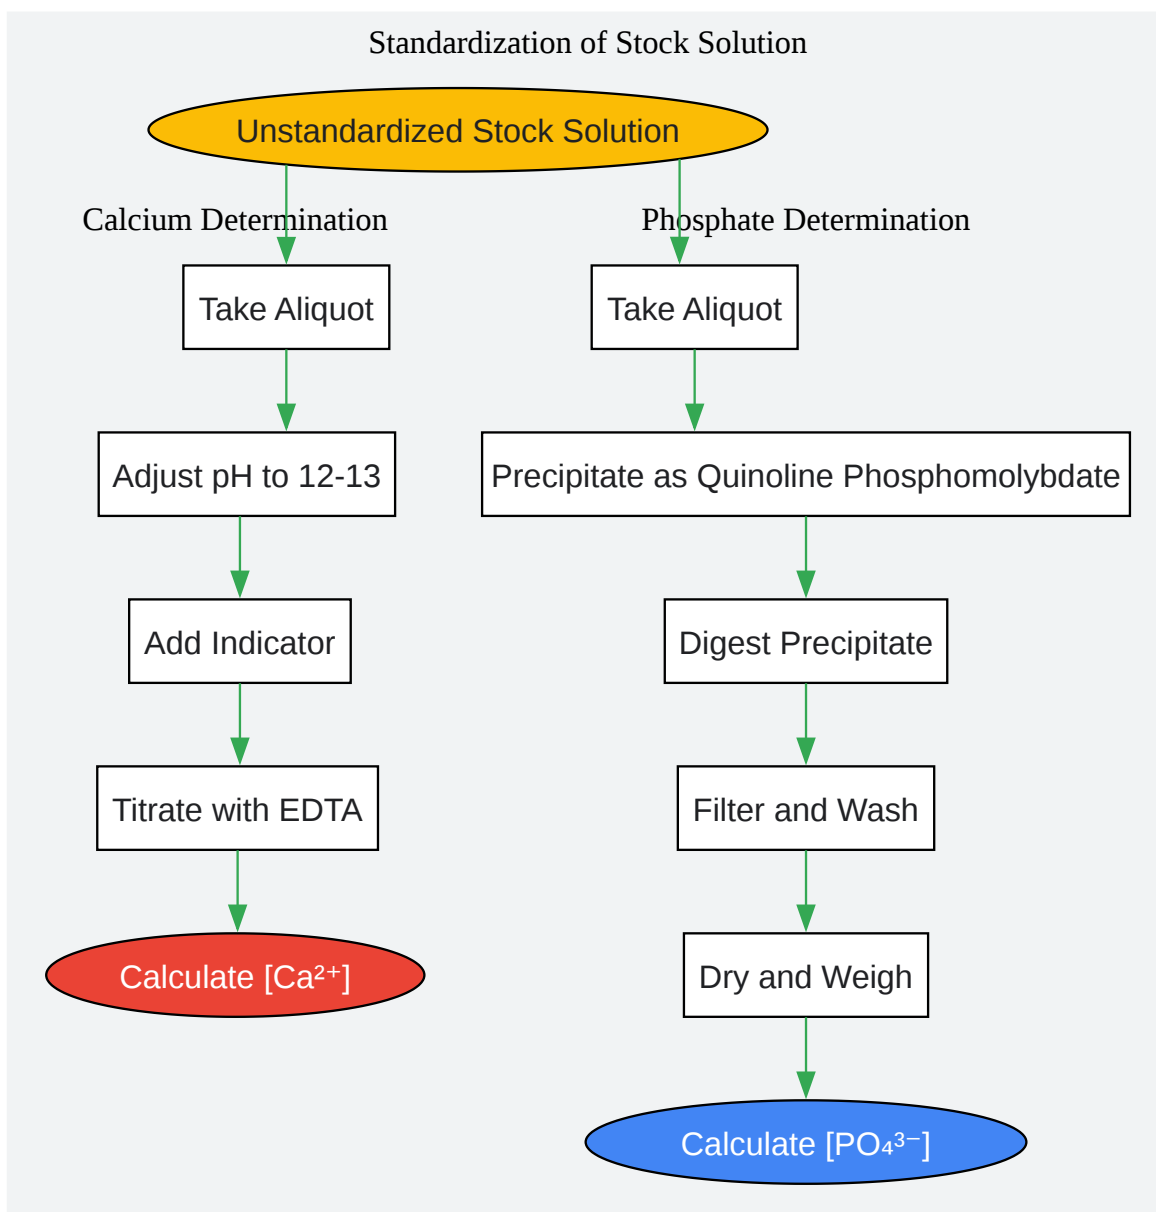 Standardization of Stock Solution
Unstandardized Stock Solution
Calcium Determination
Take Aliquot
Adjust pH to 12-13
Add Indicator
Titrate with EDTA
Calculate [Ca²⁺]
Phosphate Determination
Take Aliquot
Precipitate as Quinoline Phosphomolybdate
Digest Precipitate
Filter and Wash
Dry and Weigh
Calculate [PO₄³⁻]